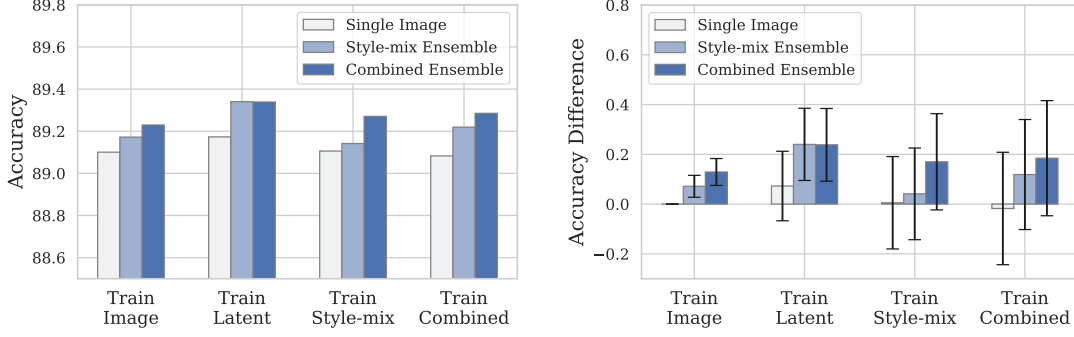 Accuracy
89.8
89.6
89.4
89.2
89.0
88.8
88.6
Single Image
Style-mix Ensemble
Combined Ensemble
Train
Image
Train
Latent
Train
Style-mix
Train
Combined
Accuracy Difference
0.8
0.6
0.4
0.2
0.0
−0.2
Single Image
Style-mix Ensemble
Combined Ensemble
Train
Image
Train
Latent
Train
Style-mix
Train
Combined